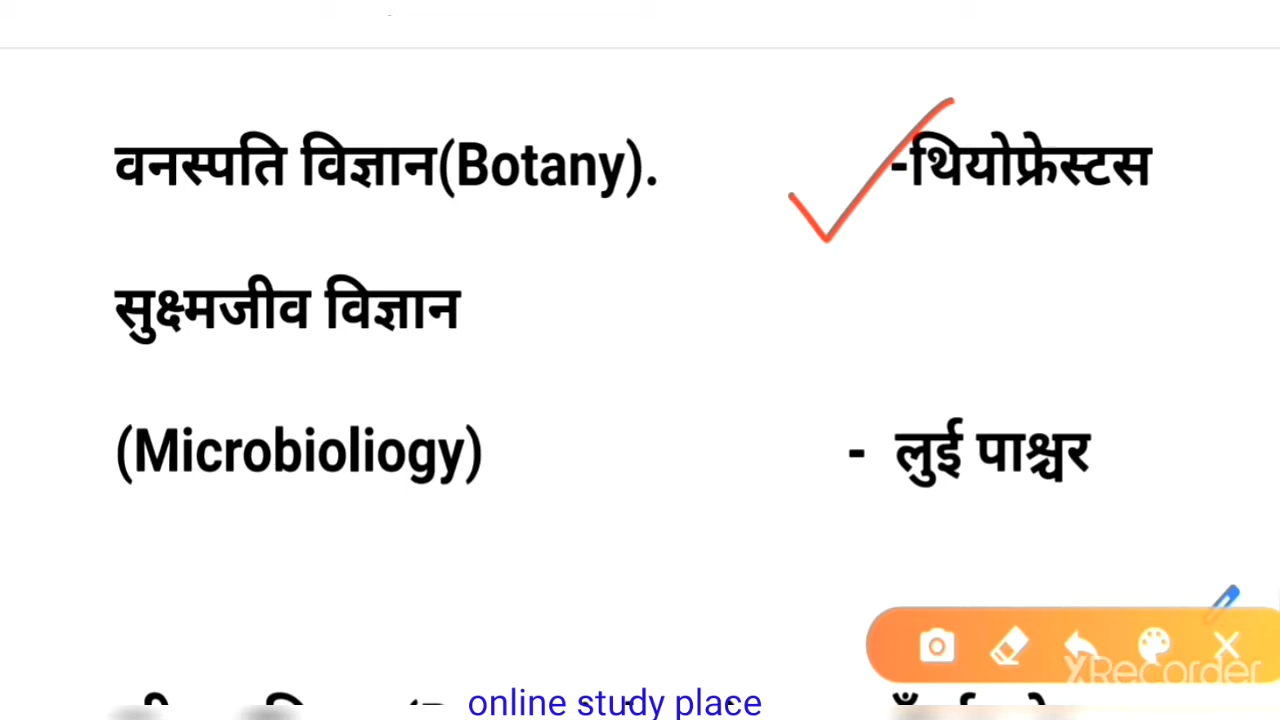 वनस्पति विज्ञान(Botany). -थियोफ्रेस्टस
सुक्ष्मजीव विज्ञान
(Microbioliogy) - लुई पाश्चर
XRecorder
online study place